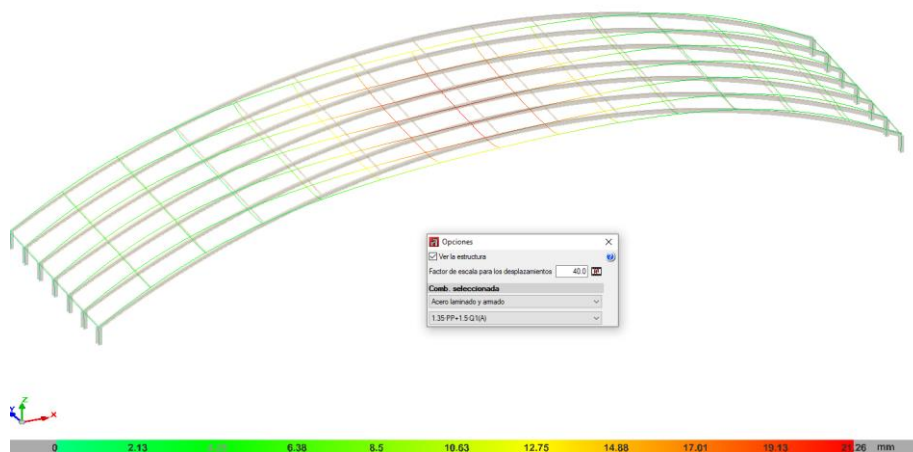 Opciones
Ver la estructura
Factor de escala para los desplazamientos 40.0
Comb. seleccionada
Acero laminado y armado
1.35·PP+1.5·Q1(A)
Z
Y X
0 2.13 6.38 8.5 10.63 12.75 14.88 17.01 19.13 21.26 mm